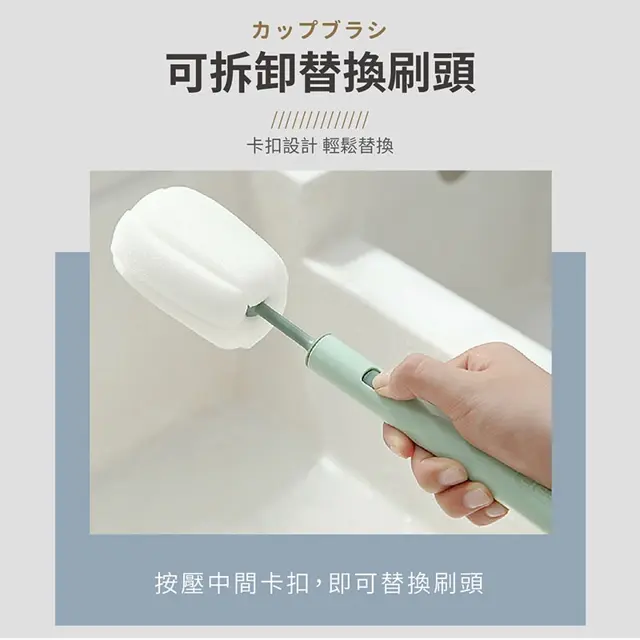 カップブラシ
可拆卸替換刷頭
卡扣設計 輕鬆替換
按壓中間卡扣,即可替換刷頭